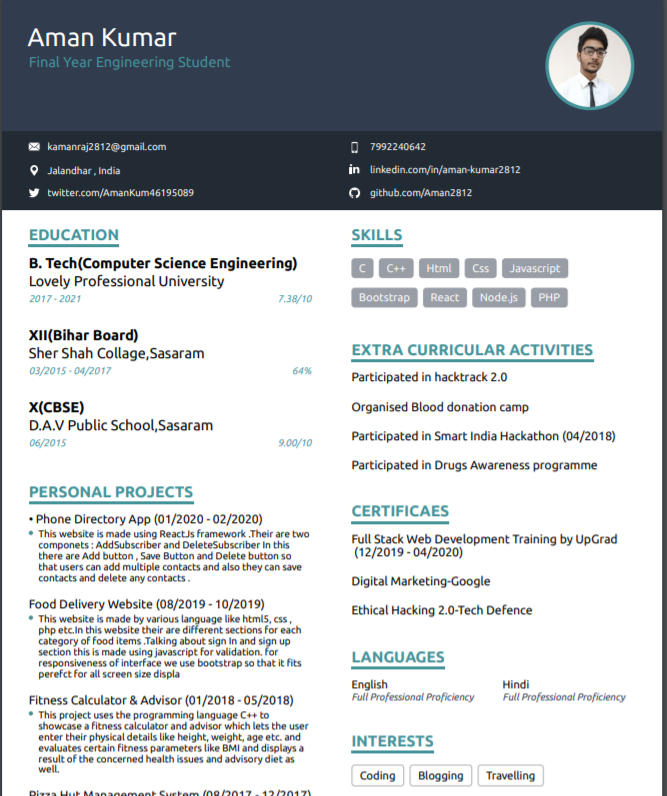 Aman Kumar
Final Year Engineering Student
kamanraj2812@gmail.com
7992240642
Jalandhar , India
linkedin.com/in/aman-kumar2812
twitter.com/AmanKum46195089
github.com/Aman2812
EDUCATION
B. Tech(Computer Science Engineering)
Lovely Professional University
2017 - 2021 7.38/10
XII(Bihar Board)
Sher Shah Collage,Sasaram
03/2015 - 04/2017 64%
X(CBSE)
D.A.V Public School,Sasaram
06/2015 9.00/10
PERSONAL PROJECTS
• Phone Directory App (01/2020 - 02/2020)
This website is made using ReactJs framework .Their are two
componets : AddSubscriber and DeleteSubscriber In this
there are Add button , Save Button and Delete button so
that users can add multiple contacts and also they can save
contacts and delete any contacts .
Food Delivery Website (08/2019 - 10/2019)
This website is made by various language like html5, css ,
php etc.In this website their are different sections for each
category of food items .Talking about sign In and sign up
section this is made using javascript for validation. for
responsiveness of interface we use bootstrap so that it fits
perefct for all screen size displa
Fitness Calculator & Advisor (01/2018 - 05/2018)
This project uses the programming language C++ to
showcase a fitness calculator and advisor which lets the user
enter their physical details like height, weight, age etc. and
evaluates certain fitness parameters like BMI and displays a
result of the concerned health issues and advisory diet as
well.
Pizza Hut Management System (08/2017 - 12/2017)
SKILLS
C C++ Html Css Javascript
Bootstrap React Node.js PHP
EXTRA CURRICULAR ACTIVITIES
Participated in hacktrack 2.0
Organised Blood donation camp
Participated in Smart India Hackathon (04/2018)
Participated in Drugs Awareness programme
CERTIFICAES
Full Stack Web Development Training by UpGrad
(12/2019 - 04/2020)
Digital Marketing-Google
Ethical Hacking 2.0-Tech Defence
LANGUAGES
English Hindi
Full Professional Proficiency Full Professional Proficiency
INTERESTS
Coding Blogging Travelling